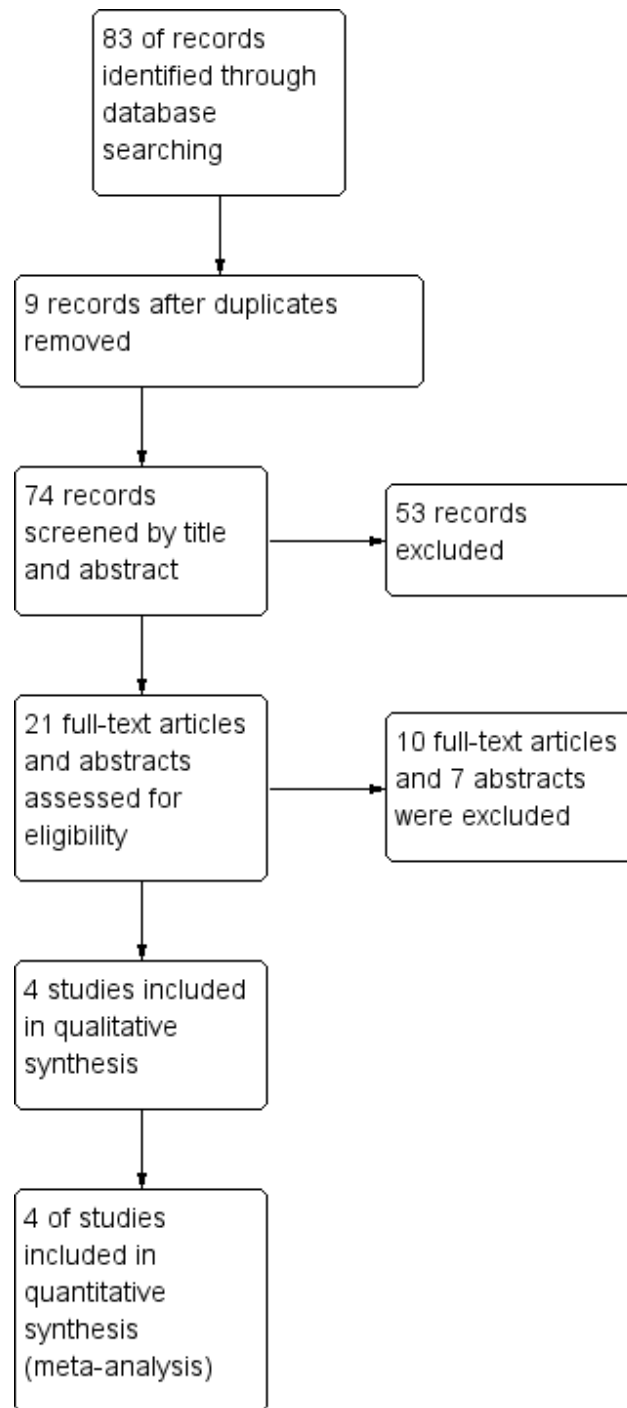 83 of records
identified through
database
searching
9 records after duplicates
removed
74 records
screened by title
and abstract
53 records
excluded
21 full-text articles
and abstracts
assessed for
eligibility
10 full-text articles
and 7 abstracts
were excluded
4 studies included
in qualitative
synthesis
4 of studies
included in
quantitative
synthesis
(meta-analysis)